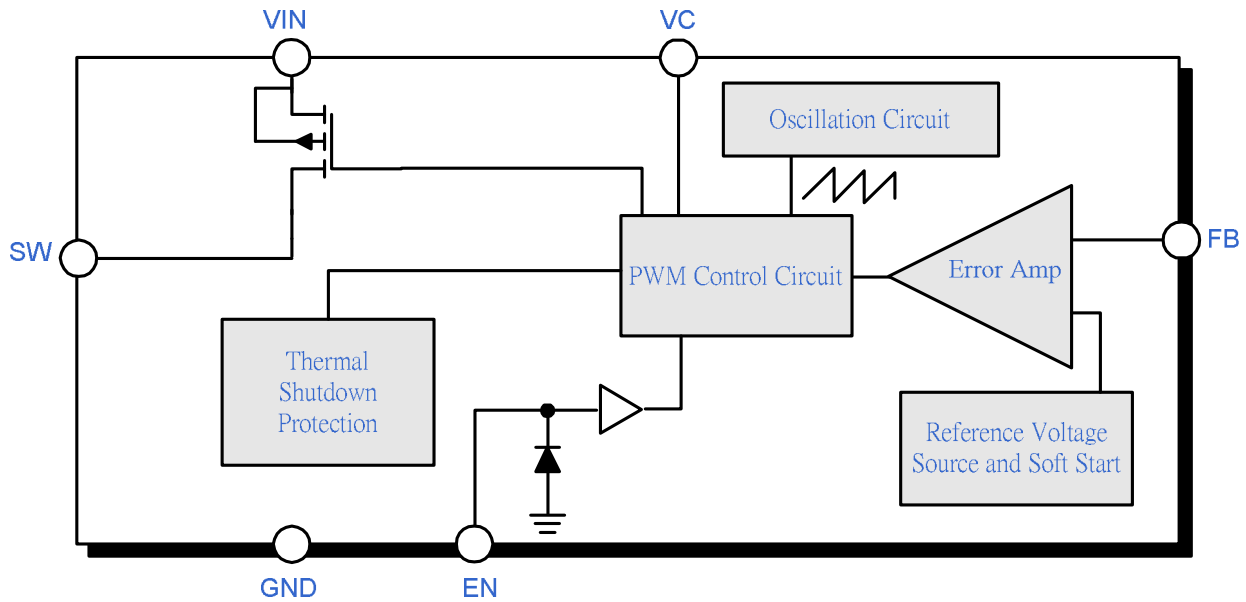 VIN
VC
Oscillation Circuit
SW
FB
Error Amp
PWM Control Circuit
Thermal
Shutdown
Protection
Reference Voltage
Source and Soft Start
GND
EN